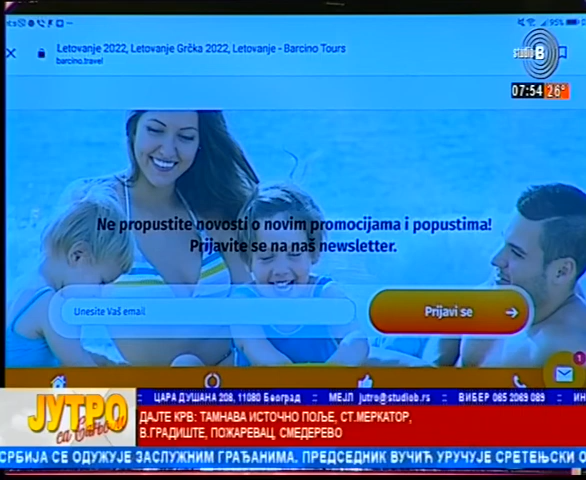 95%
Letovanje 2022, Letovanje Grčka 2022, Letovanje - Barcino Tours
barcino.travel
studio B
07:54 26°
Ne propustite novosti o novim promocijama i popustima!
Prijavite se na naš newsletter.
Unesite Vaš email
Prijavi se
1
:: ЦАРА ДУШАНА 208, 11080 Београд :: МЕЈЛ jutro@studiob.rs :: ВИБЕР 065 2089 089 :: ИН
ЈУТРО
ДАЈТЕ КРВ: ТАМНАВА ИСТОЧНО ПОЉЕ, СТ.МЕРКАТОР,
В.ГРАДИШТЕ, ПОЖАРЕВАЦ, СМЕДЕРЕВО
СРБИЈА СЕ ОДУЖУЈЕ ЗАСЛУЖНИМ ГРАЂАНИМА. ПРЕДСЕДНИК ВУЧИЋ УРУЧУЈЕ СРЕТЕЊСКИ О